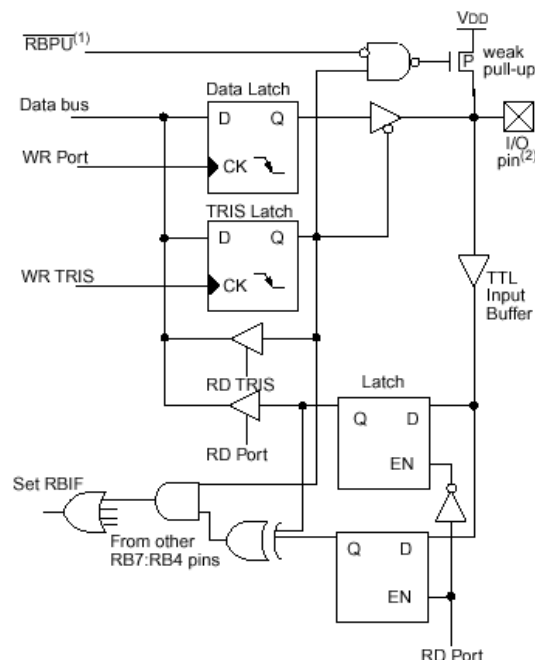 VDD
RBPU(1)
P
weak
pull-up
Data bus
Data Latch
D
Q
I/O
pin(2)
WR Port
CK
TRIS Latch
D
Q
WR TRIS
CK
TTL
Input
Buffer
RD TRIS
Latch
Q
D
RD Port
EN
Set RBIF
From other
RB7:RB4 pins
Q
D
EN
RD Port